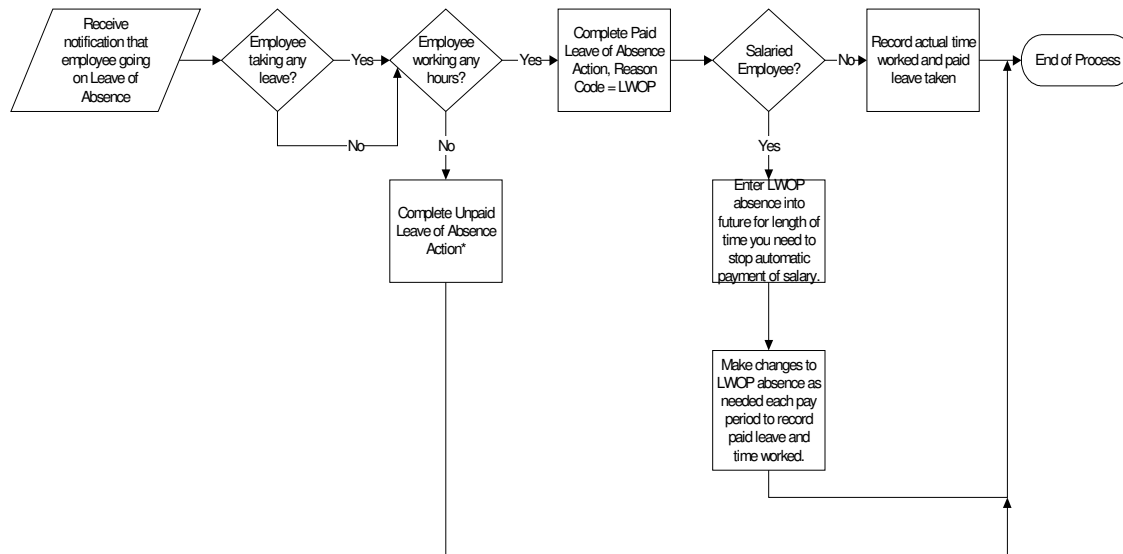 Receive
notification that
employee going
on Leave of
Absence
Employee
taking any
leave?
Yes
No
Employee
working any
hours?
Yes
No
Complete Paid
Leave of Absence
Action, Reason
Code = LWOP
Salaried
Employee?
No
Yes
Record actual time
worked and paid
leave taken
End of Process
Complete Unpaid
Leave of Absence
Action*
Enter LWOP
absence into
future for length of
time you need to
stop automatic
payment of salary.
Make changes to
LWOP absence as
needed each pay
period to record
paid leave and
time worked.